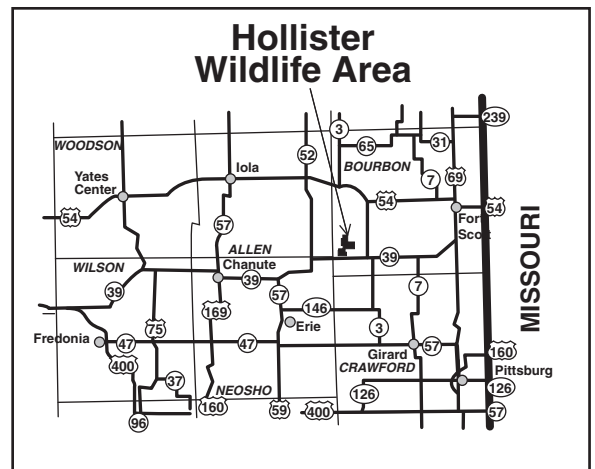 Hollister
Wildlife Area
239
3
65
31
52
WOODSON
BOURBON
Iola
Yates
Center
7
69
54
54
54
Fort
Scott
57
ALLEN
39
WILSON
Chanute
39
MISSOURI
39
57
7
146
169
75
Erie
3
Fredonia
47
47
57
Girard
160
400
CRAWFORD
Pittsburg
37
NEOSHO
126
126
160
59
400
57
96